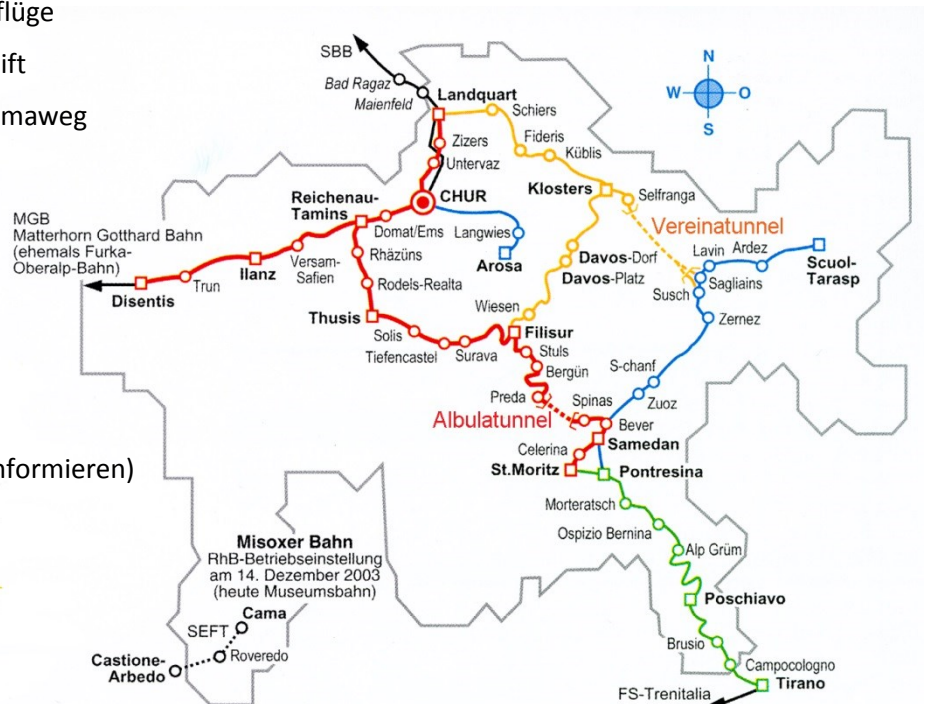 flüge
ift
maweg
nformieren)
SBB
Bad Ragaz
Maienfeld
Landquart
Schiers
Zizers
Fideris
Küblis
Untervaz
Klosters
Selfranga
CHUR
Reichenau-
Tamins
Domat/Ems
Langwies
Arosa
Vereinatunnel
Lavin
Ardez
Scuol-
Tarasp
Sagliains
Susch
Zernez
MGB
Matterhorn Gotthard Bahn
(ehemals Furka-
Oberalp-Bahn)
Disentis
Trun
Ilanz
Versam-
Safien
Rhäzüns
Rodels-Realta
Davos-Dorf
Davos-Platz
Wiesen
Thusis
Solis
Tiefencastel
Surava
Filisur
Stuls
Bergün
Preda
Spinas
Albulatunnel
S-chanf
Zuoz
Bever
Samedan
Celerina
St.Moritz
Pontresina
Morteratsch
Ospizio Bernina
Alp Grüm
Poschiavo
Brusio
Campocologno
Tirano
FS-Trenitalia
Misoxer Bahn
RhB-Betriebseinstellung
am 14. Dezember 2003
(heute Museumsbahn)
Cama
SEFT
Roveredo
Castione-
Arbedo
N
W
O
S